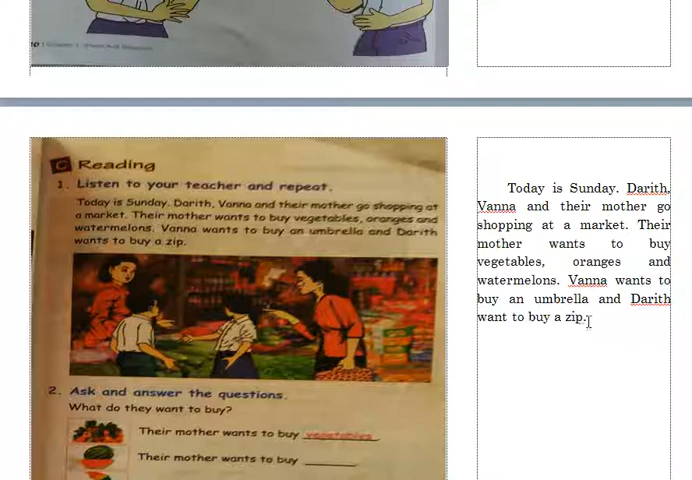 C Reading
1. Listen to your teacher and repeat.
Today is Sunday. Darith, Vanna and their mother go shopping at
a market. Their mother wants to buy vegetables, oranges and
watermelons. Vanna wants to buy an umbrella and Darith
wants to buy a zip.
2. Ask and answer the questions.
What do they want to buy?
Their mother wants to buy vegetables.
Their mother wants to buy
Today is Sunday. Darith,
Vanna and their mother go
shopping at a market. Their
mother wants to buy
vegetables, oranges and
watermelons. Vanna wants to
buy an umbrella and Darith
want to buy a zip.